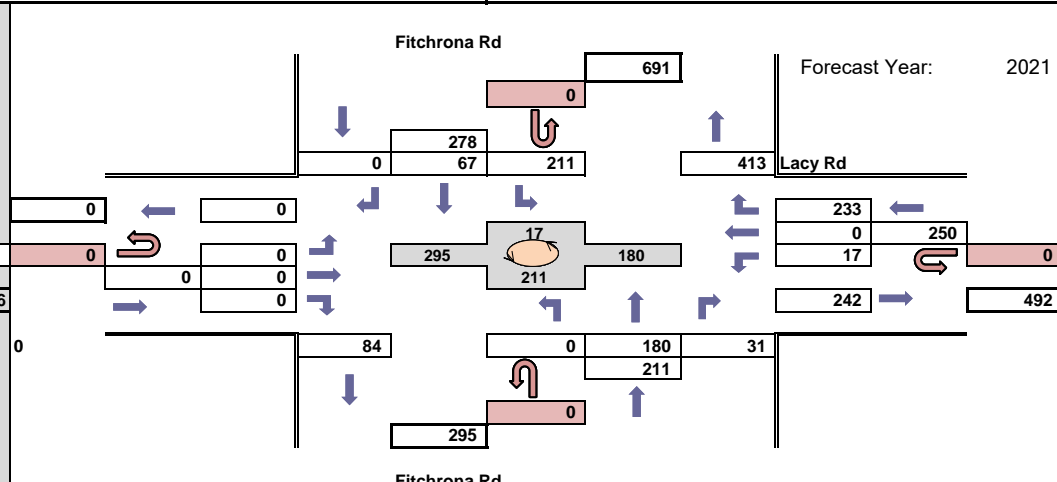 Fitchrona Rd
691
Forecast Year: 2021
0
278
0 67 211 413 Lacy Rd
0 0 233
17 0 250
0 0 295 180 17 0
0 0 211
6 0 242 492
0 84 0 180 31
211
0
295
Fitchrona Rd